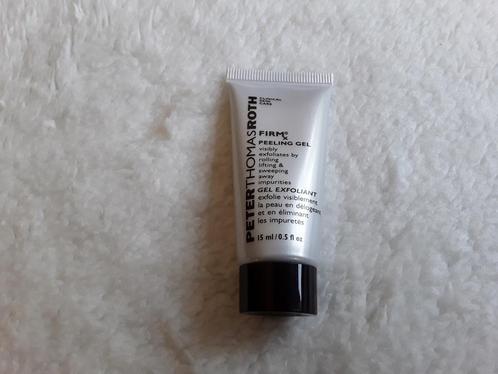 PETERTHOMASROTH
CLINICAL
SKIN
CARE
FIRMx®
PEELING GEL
visibly
exfoliates by
rolling
lifting &
sweeping
away
impurities
GEL EXFOLIANT
exfolie visiblement
la peau en délogeant
et en éliminant
les impuretés
15 ml/0.5 fl oz